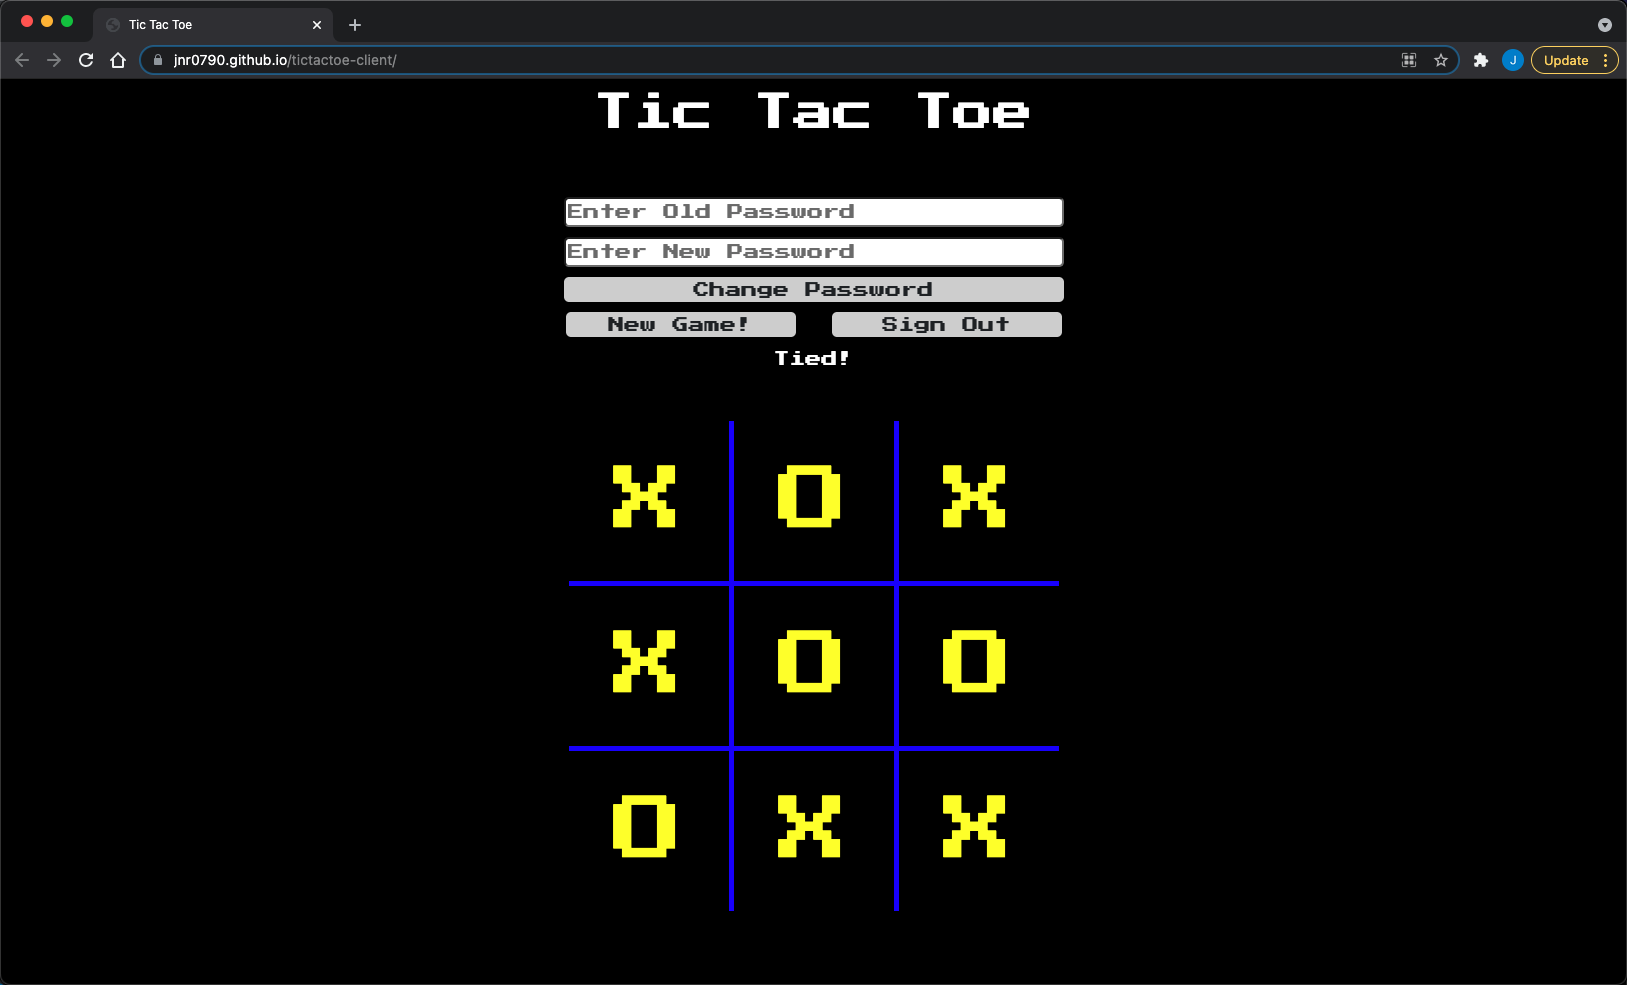 Tic Tac Toe
jnr0790.github.io/tictactoe-client/
J
Update
Tic Tac Toe
Enter Old Password
Enter New Password
Change Password
New Game! Sign Out
Tied!
X O X
X O O
O X X